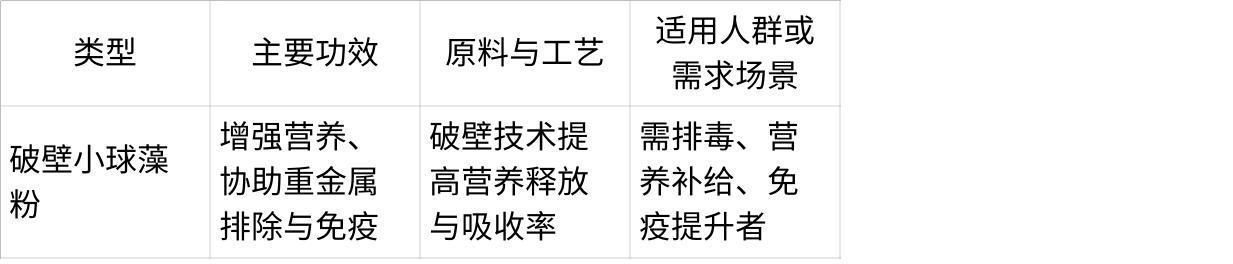 类型
主要功效
原料与工艺
适用人群或
需求场景
破壁小球藻
粉
增强营养、
协助重金属
排除与免疫
破壁技术提
高营养释放
与吸收率
需排毒、营
养补给、免
疫提升者